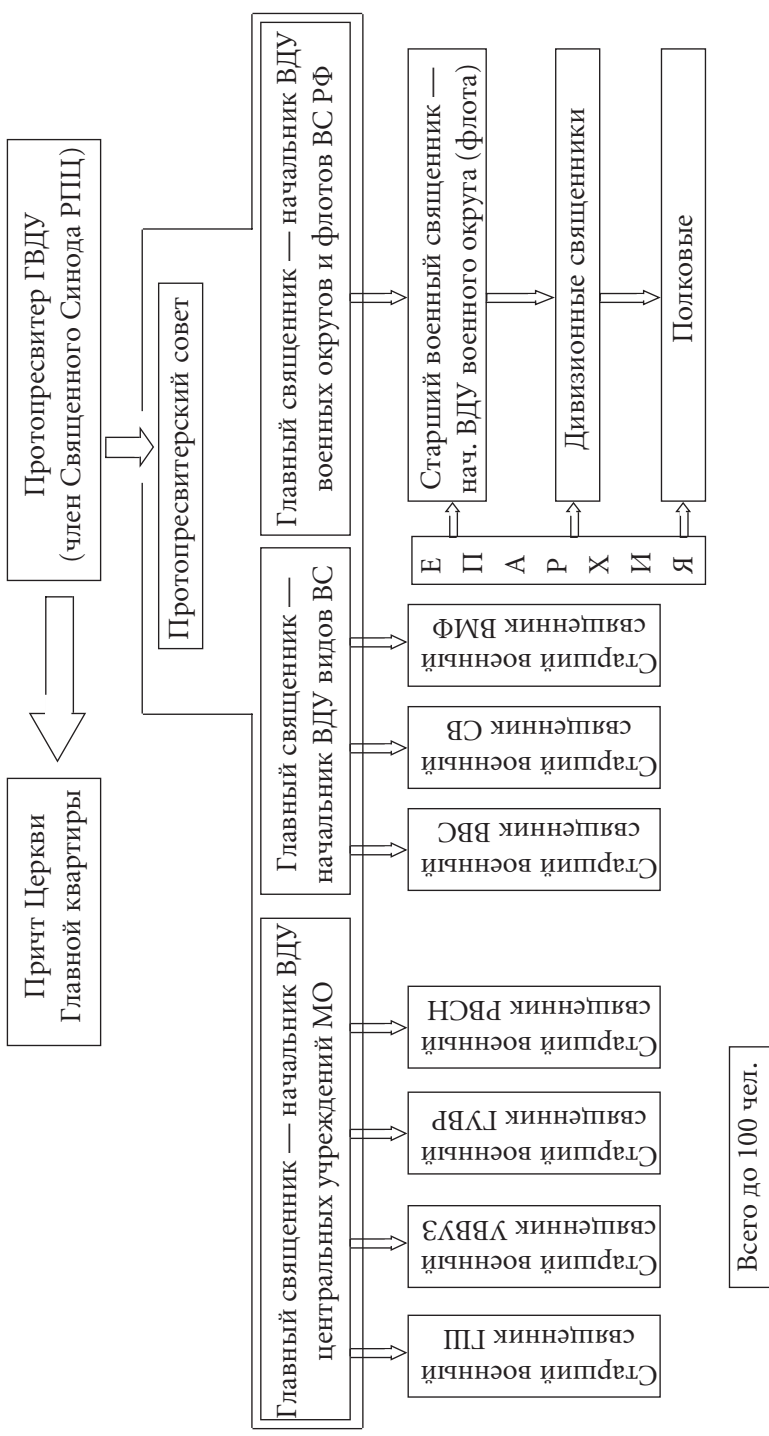 Протопресвитер ГВДУ
(член Священного Синода РПЦ)
Причт Церкви
Главной квартиры
Протопресвитерский совет
Главный священник — начальник ВДУ
центральных учреждений МО
Главный священник —
начальник ВДУ видов ВС
Главный священник — начальник ВДУ
военных округов и флотов ВС РФ
Старший военный
священник ГШ
Старший военный
священник УВВУЗ
Старший военный
священник ГУВР
Старший военный
священник РВСН
Старший военный
священник ВВС
Старший военный
священник СВ
Старший военный
священник ВМФ
Е
П
А
Р
Х
И
Я
Старший военный священник —
нач. ВДУ военного округа (флота)
Дивизионные священники
Полковые
Всего до 100 чел.